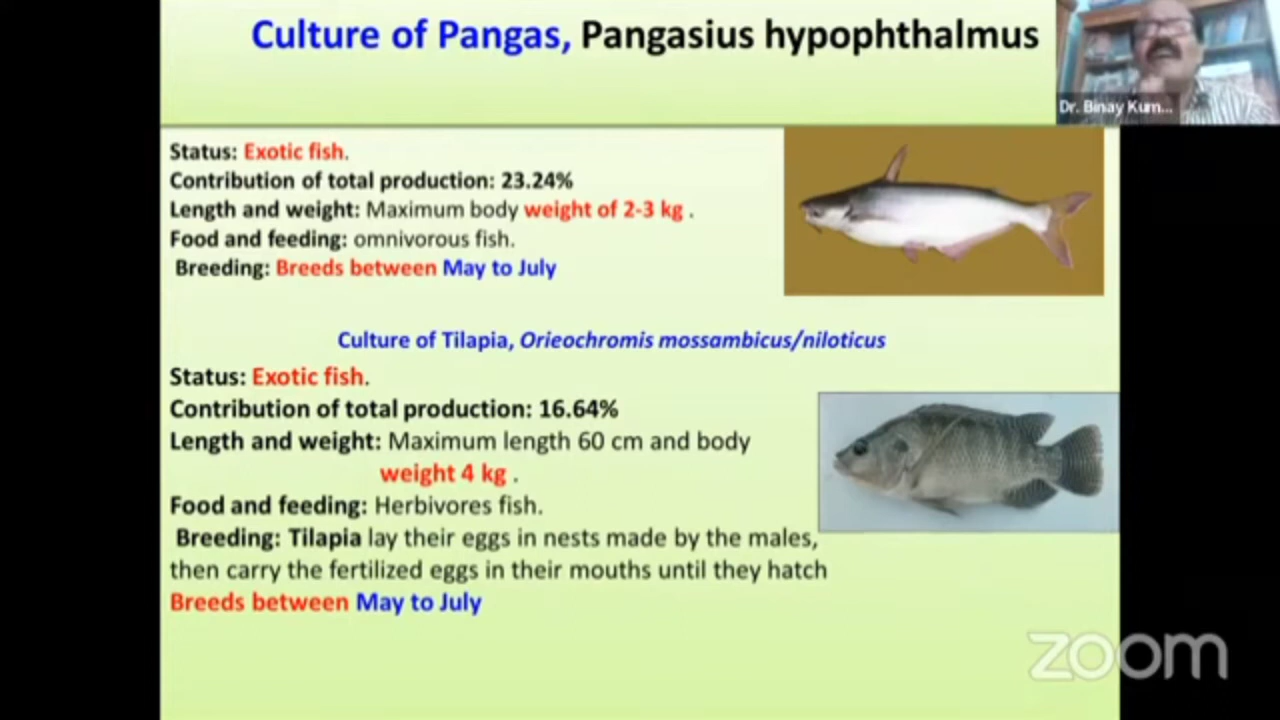 Culture of Pangas, Pangasius hypophthalmus
Dr. Binay Kum...
Status: Exotic fish.
Contribution of total production: 23.24%
Length and weight: Maximum body weight of 2-3 kg .
Food and feeding: omnivorous fish.
Breeding: Breeds between May to July
Culture of Tilapia, Orieochromis mossambicus/niloticus
Status: Exotic fish.
Contribution of total production: 16.64%
Length and weight: Maximum length 60 cm and body
weight 4 kg .
Food and feeding: Herbivores fish.
Breeding: Tilapia lay their eggs in nests made by the males,
then carry the fertilized eggs in their mouths until they hatch
Breeds between May to July
zoom